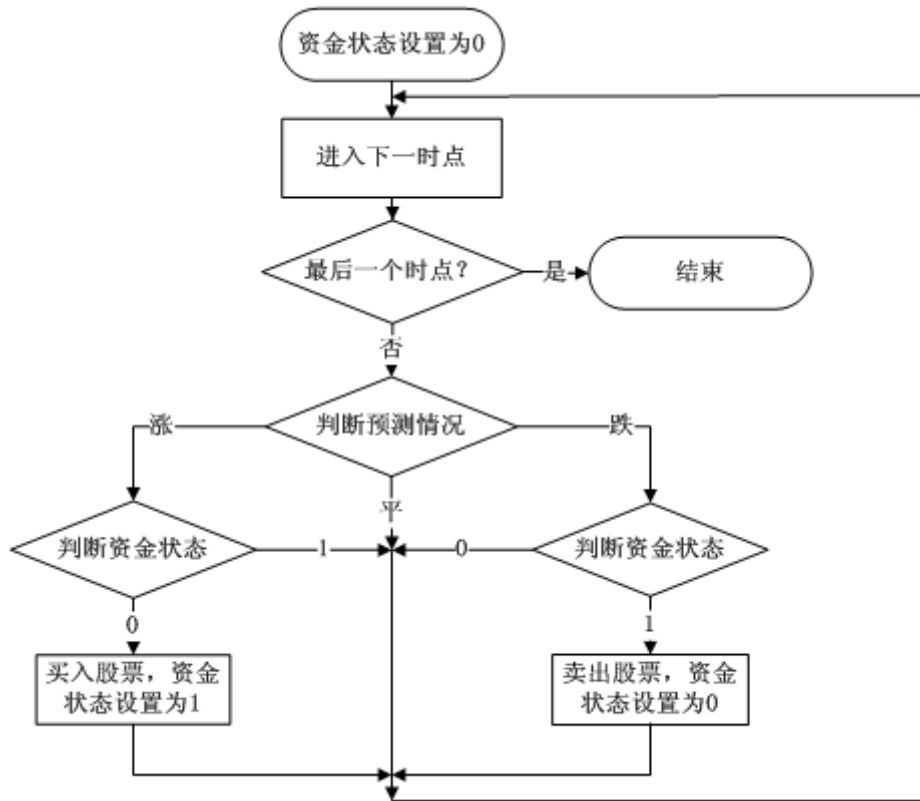 资金状态设置为0
进入下一时点
最后一个时点?
是
结束
否
判断预测情况
涨
跌
平
判断资金状态
1
0
判断资金状态
0
1
买入股票，资金
状态设置为1
卖出股票，资金
状态设置为0